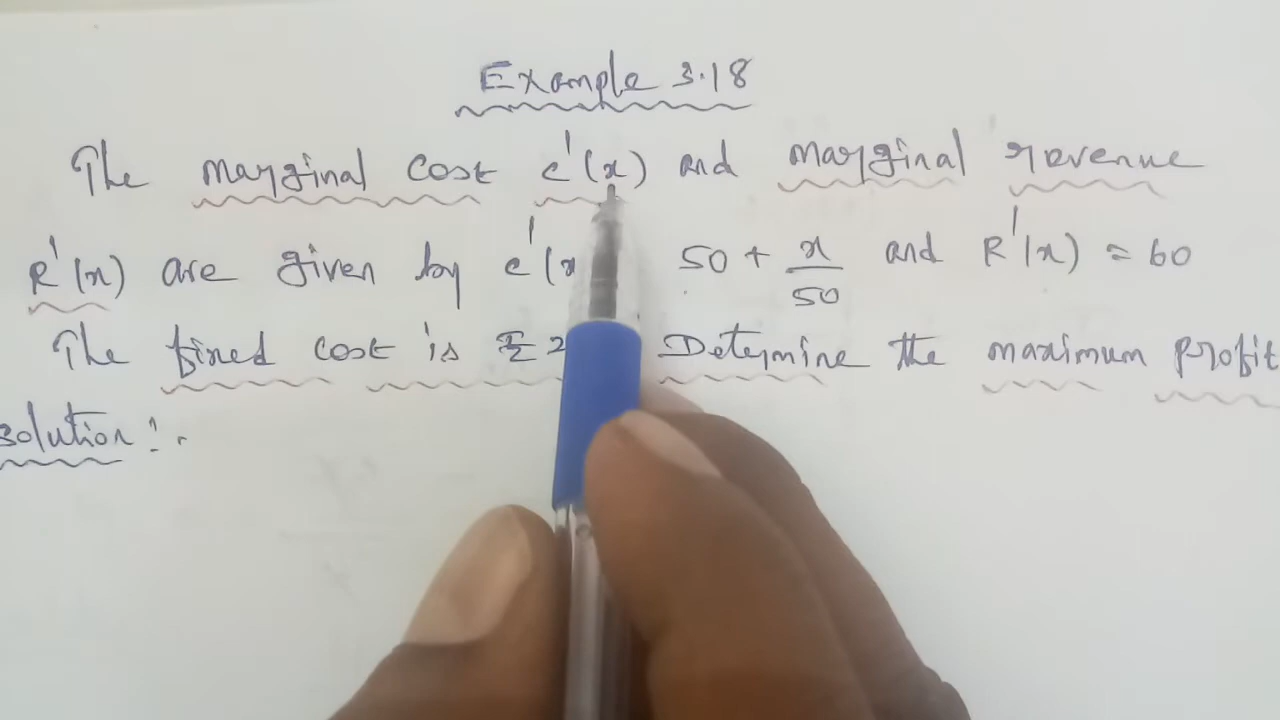 Example 3.18
The marginal cost c'(x) and marginal revenue
R'(x) are given by c'(x 50 + x/50 and R'(x) = 60
The fixed cost is ₹ 2 Determine the maximum profit
solution:-